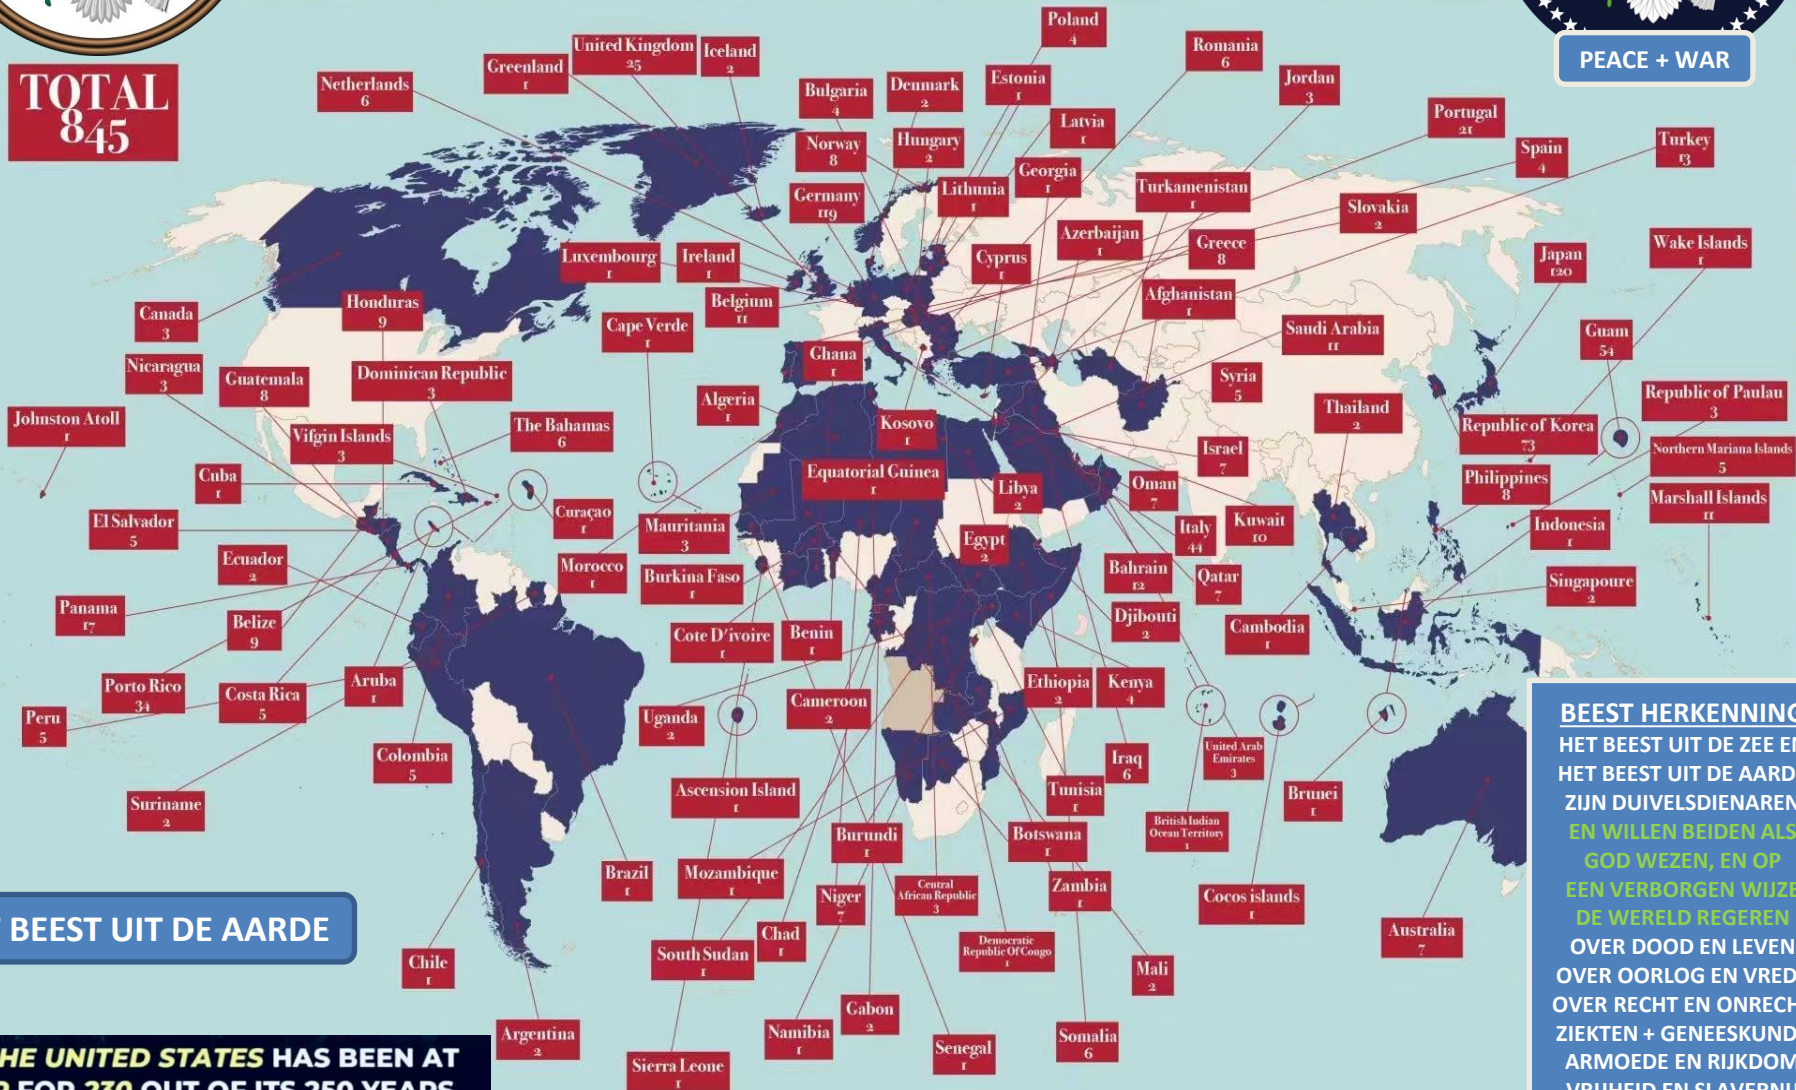 PEACE + WAR
TOTAL
845
Poland
4
Romania
6
United Kingdom
25
Iceland
2
Greenland
1
Netherlands
6
Bulgaria
4
Denmark
2
Estonia
1
Jordan
3
Portugal
21
Latvia
1
Norway
8
Hungary
2
Spain
4
Turkey
13
Georgia
1
Lithunia
1
Turkamenistan
1
Germany
119
Slovakia
2
Azerbaijan
1
Greece
8
Wake Islands
1
Luxembourg
1
Ireland
1
Cyprus
1
Japan
120
Belgium
11
Afghanistan
1
Canada
3
Honduras
9
Cape Verde
1
Saudi Arabia
11
Guam
54
Nicaragua
3
Guatemala
8
Dominican Republic
3
Ghana
1
Syria
5
Republic of Paulau
3
Algeria
1
Thailand
2
Johnston Atoll
1
Vifgin Islands
3
The Bahamas
6
Kosovo
1
Republic of Korea
73
Israel
7
Northern Mariana Islands
5
Cuba
1
Equatorial Guinea
1
Libya
2
Oman
7
Philippines
8
Marshall Islands
11
El Salvador
5
Curaçao
1
Mauritania
3
Italy
44
Kuwait
10
Indonesia
1
Egypt
2
Ecuador
2
Morocco
1
Burkina Faso
1
Bahrain
12
Qatar
7
Singapoure
2
Panama
17
Belize
9
Cote D'ivoire
1
Benin
1
Djibouti
2
Cambodia
1
Porto Rico
34
Costa Rica
5
Aruba
1
Ethiopia
2
Kenya
4
Peru
5
Uganda
2
Cameroon
2
Colombia
5
Iraq
6
United Arab
Emirates
3
Suriname
2
Ascension Island
1
Tunisia
1
Brunei
1
Burundi
1
Botswana
1
British Indian
Ocean Territory
1
Brazil
1
Mozambique
1
Niger
7
Central
African Republic
3
Zambia
1
Cocos islands
1
Australia
7
Chile
1
South Sudan
1
Chad
1
Democratic
Republic Of Congo
1
Mali
2
Argentina
2
Sierra Leone
1
Namibia
1
Gabon
2
Senegal
1
Somalia
6
BEEST UIT DE AARDE
UNITED STATES HAS BEEN AT
FOR 230 OUT OF ITS 250 YEARS
BEEST HERKENNING
HET BEEST UIT DE ZEE EN
HET BEEST UIT DE AARDE
ZIJN DUIVELSDIENAREN
EN WILLEN BEIDEN ALS
GOD WEZEN, EN OP
EEN VERBORGEN WIJZE
DE WERELD REGEREN
OVER DOOD EN LEVEN
OVER OORLOG EN VREDE
OVER RECHT EN ONRECHT
ZIEKTEN + GENEESKUNDE
ARMOEDE EN RIJKDOM
VRIJHEID EN SLAVERNIJ